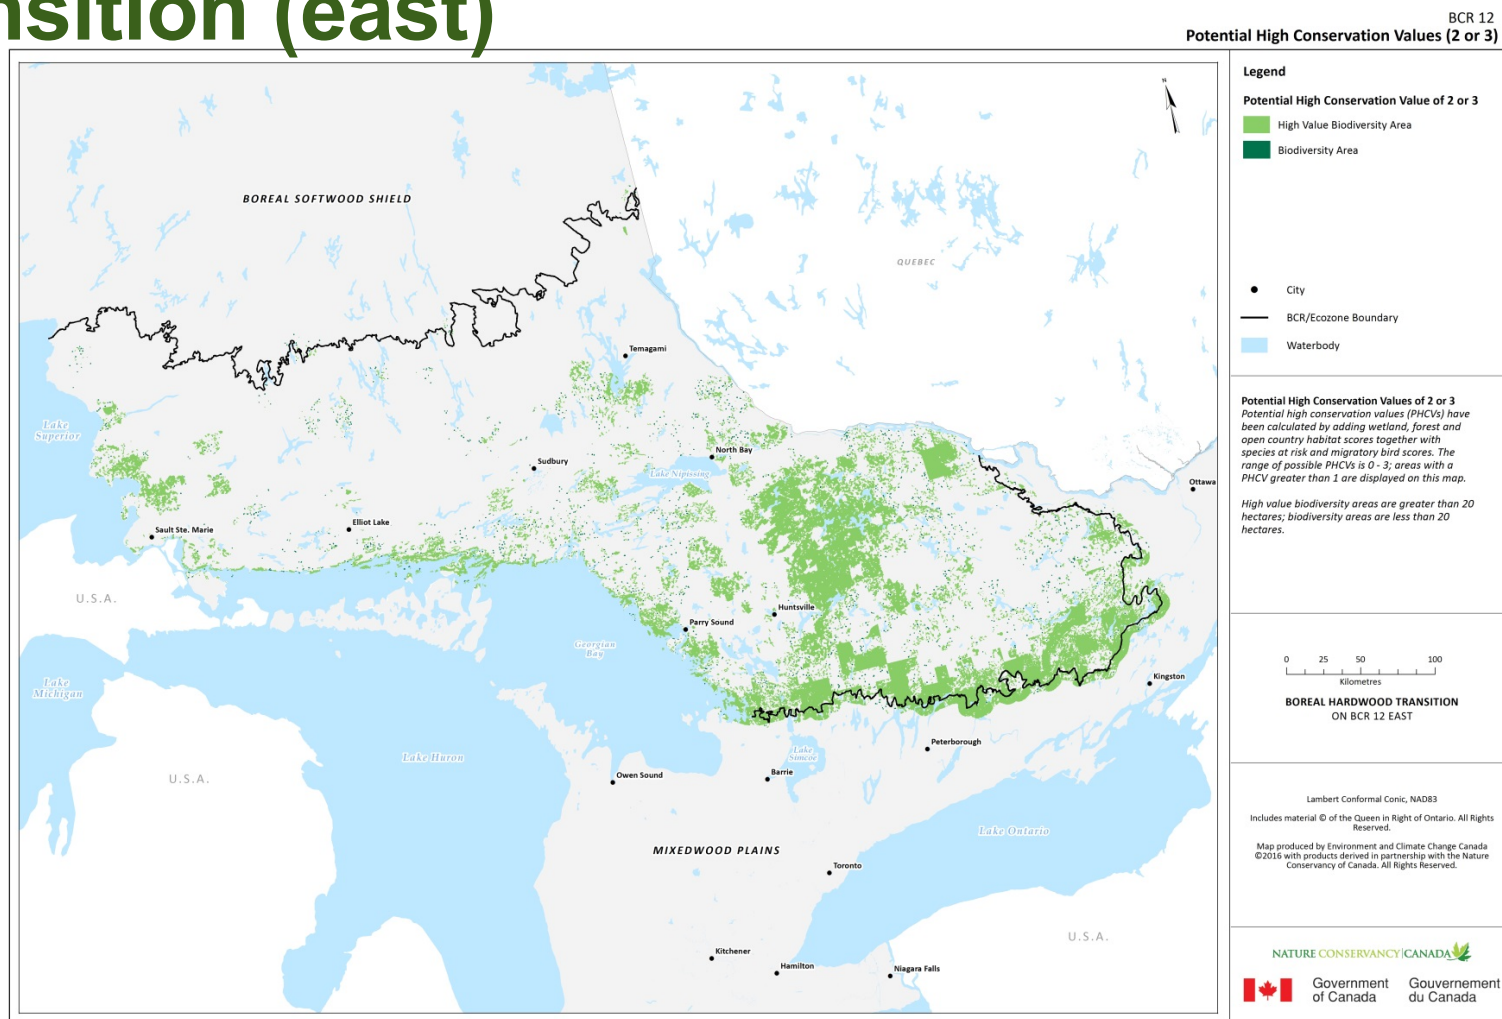 nsition (east)
BCR 12
Potential High Conservation Values (2 or 3)
N
BOREAL SOFTWOOD SHIELD
QUEBEC
Temagami
Lake
Superior
North Bay
Sudbury
Lake Nipissing
Ottawa
Elliot Lake
Sault Ste. Marie
U.S.A.
Huntsville
Parry Sound
Georgian
Bay
Lake
Michigan
Kingston
Peterborough
Lake
Simcoe
Lake Huron
Barrie
Owen Sound
U.S.A.
Lake Ontario
MIXEDWOOD PLAINS
Toronto
U.S.A.
Kitchener
Hamilton
Niagara Falls
Legend
Potential High Conservation Value of 2 or 3
High Value Biodiversity Area
Biodiversity Area
City
BCR/Ecozone Boundary
Waterbody
Potential High Conservation Values of 2 or 3
Potential high conservation values (PHCVs) have
been calculated by adding wetland, forest and
open country habitat scores together with
species at risk and migratory bird scores. The
range of possible PHCVs is 0 - 3; areas with a
PHCV greater than 1 are displayed on this map.
High value biodiversity areas are greater than 20
hectares; biodiversity areas are less than 20
hectares.
0 25 50 100
Kilometres
BOREAL HARDWOOD TRANSITION
ON BCR 12 EAST
Lambert Conformal Conic, NAD83
Includes material © of the Queen in Right of Ontario. All Rights
Reserved.
Map produced by Environment and Climate Change Canada
©2016 with products derived in partnership with the Nature
Conservancy of Canada. All Rights Reserved.
NATURE CONSERVANCY CANADA
Government Gouvernement
of Canada du Canada